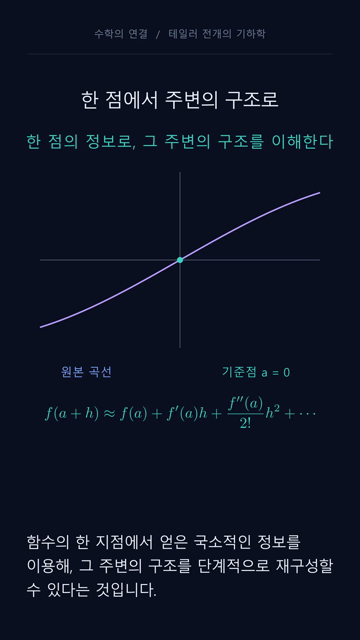 수학의 연결 / 테일러 전개의 기하학
한 점에서 주변의 구조로
한 점의 정보로, 그 주변의 구조를 이해한다
원본 곡선
기준점 a = 0
f(a + h) ≈ f(a) + f′(a)h + f″(a)/2! h² + ···
함수의 한 지점에서 얻은 국소적인 정보를
이용해, 그 주변의 구조를 단계적으로 재구성할
수 있다는 것입니다.